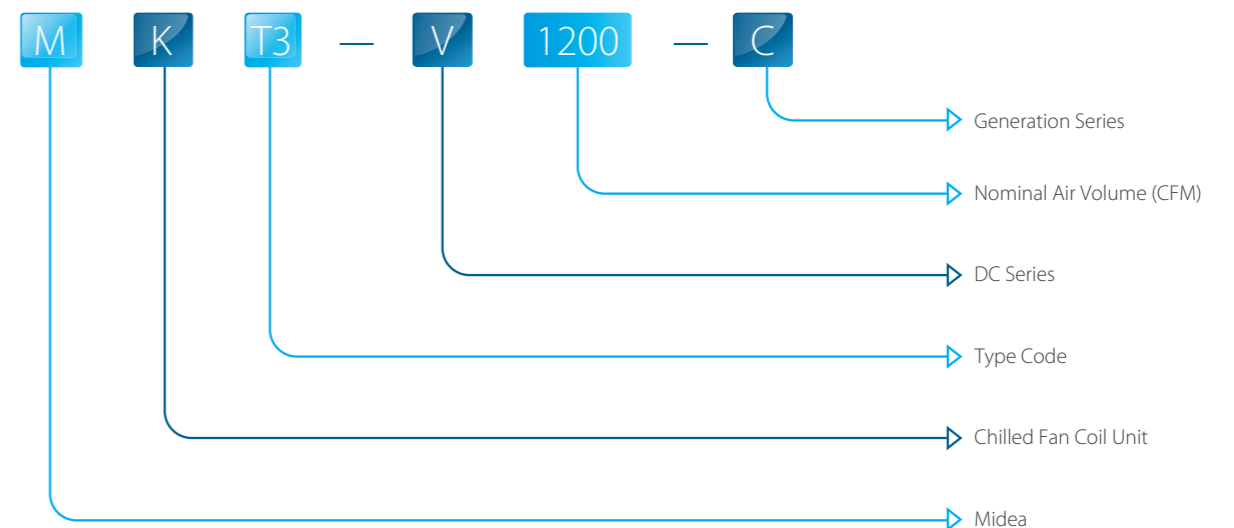 M K T3 — V 1200 — C
Generation Series
Nominal Air Volume (CFM)
DC Series
Type Code
Chilled Fan Coil Unit
Midea